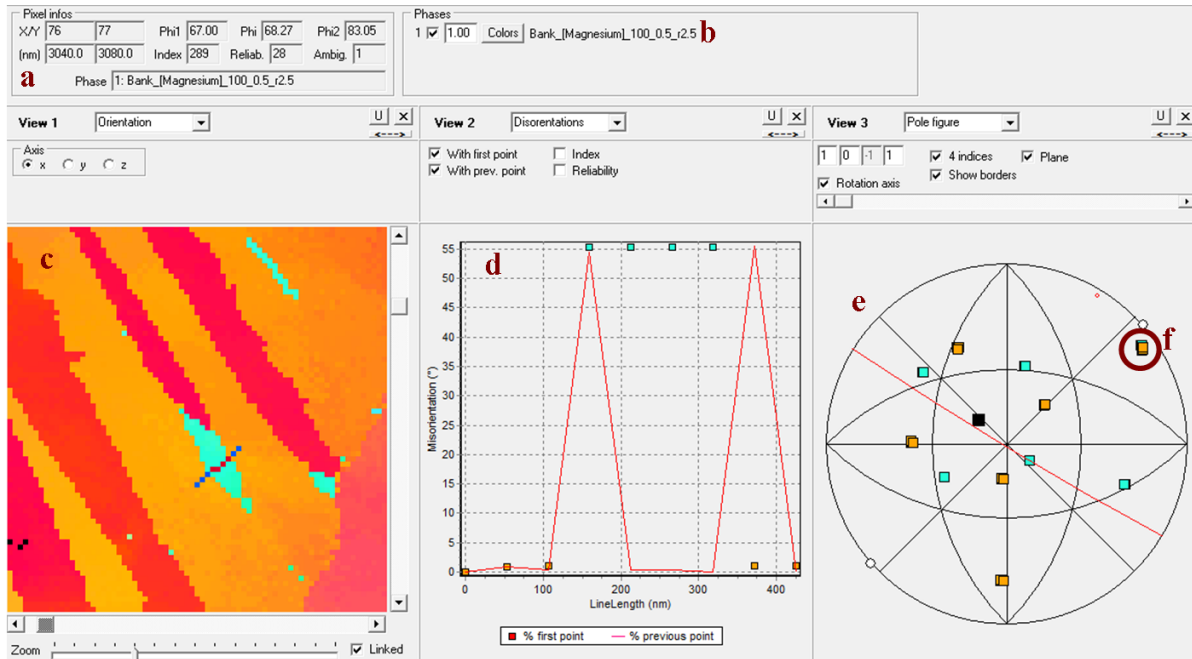 Pixel infos
X/Y 76 77 Phi1 67.00 Phi 68.27 Phi2 83.05
(nm) 3040.0 3080.0 Index 289 Reliab. 28 Ambig. 1
a Phase 1: Bank_[Magnesium]_100_0.5_r2.5
Phases
1 1.00 Colors Bank_[Magnesium]_100_0.5_r2.5 b
View 1 Orientation U X
<--->
Axis
x y z
c
Zoom Linked
View 2 Disorentations U X
<--->
With first point Index
With prev. point Reliability
d
55
50
45
40
35
30
25
20
15
10
5
0
Misorientation (°)
0 100 200 300 400
LineLength (nm)
% first point % previous point
View 3 Pole figure U X
<--->
1 0 -1 1 4 indices Plane
Show borders
Rotation axis
e
f